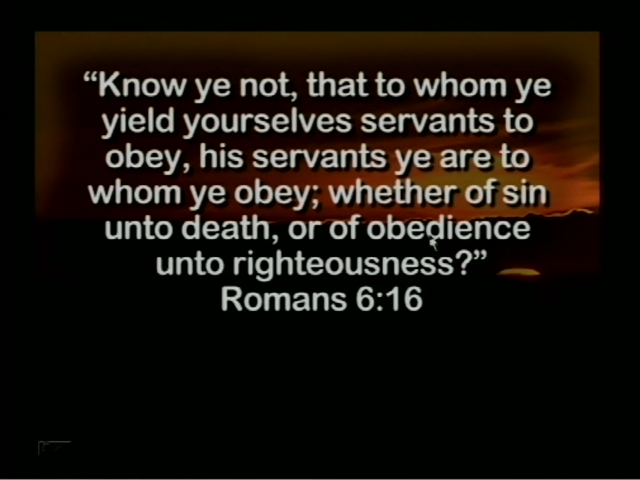 “Know ye not, that to whom ye
yield yourselves servants to
obey, his servants ye are to
whom ye obey; whether of sin
unto death, or of obedience
unto righteousness?”
Romans 6:16